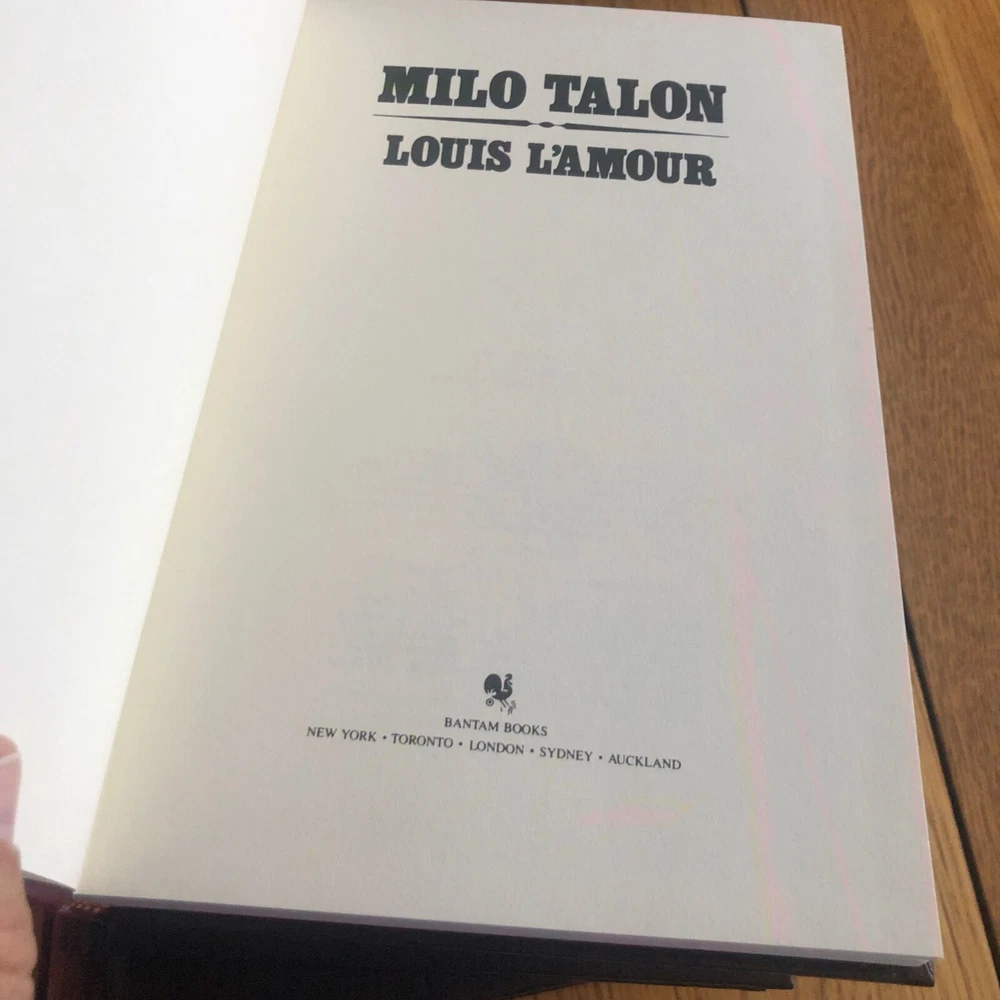 MILO TALON
LOUIS L'AMOUR
BANTAM BOOKS
NEW YORK • TORONTO • LONDON • SYDNEY • AUCKLAND